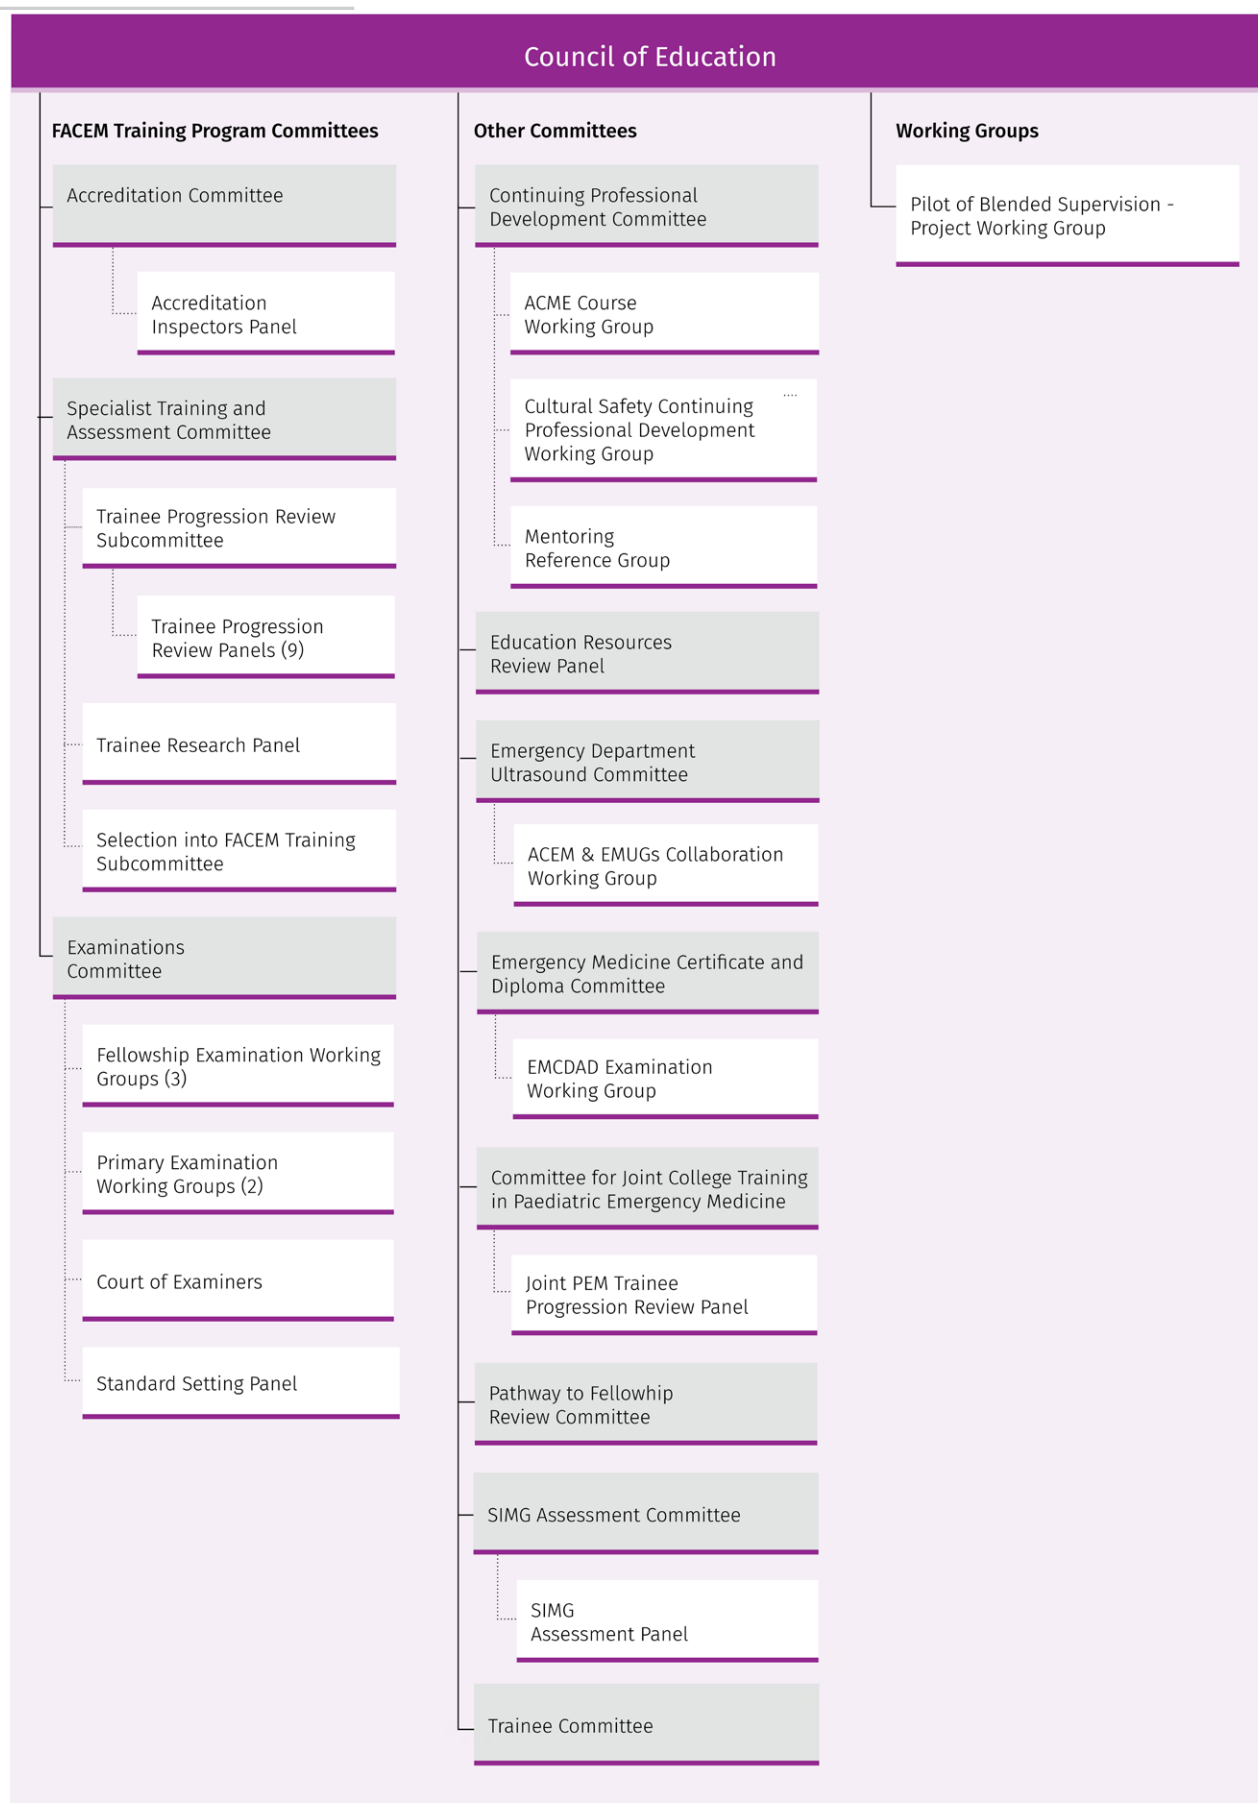 Council of Education
FACEM Training Program Committees
Accreditation Committee
Accreditation
Inspectors Panel
Specialist Training and
Assessment Committee
Trainee Progression Review
Subcommittee
Trainee Progression
Review Panels (9)
Trainee Research Panel
Selection into FACEM Training
Subcommittee
Examinations
Committee
Fellowship Examination Working
Groups (3)
Primary Examination
Working Groups (2)
Court of Examiners
Standard Setting Panel
Other Committees
Continuing Professional
Development Committee
ACME Course
Working Group
Cultural Safety Continuing
Professional Development
Working Group
Mentoring
Reference Group
Education Resources
Review Panel
Emergency Department
Ultrasound Committee
ACEM & EMUGs Collaboration
Working Group
Emergency Medicine Certificate and
Diploma Committee
EMCDAD Examination
Working Group
Committee for Joint College Training
in Paediatric Emergency Medicine
Joint PEM Trainee
Progression Review Panel
Pathway to Fellowhip
Review Committee
SIMG Assessment Committee
SIMG
Assessment Panel
Trainee Committee
Working Groups
Pilot of Blended Supervision -
Project Working Group